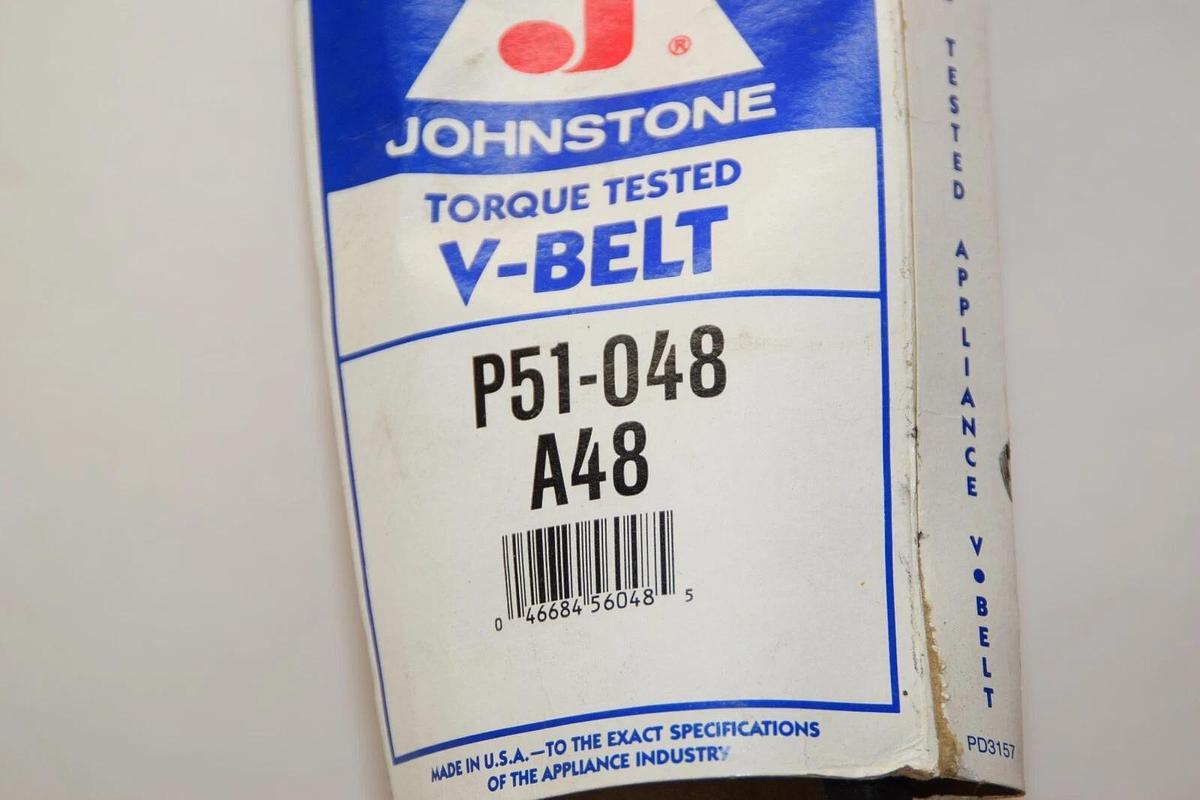 J
®
JOHNSTONE
TORQUE TESTED
V-BELT
P51-048
A48
0 46684 56048 5
MADE IN U.S.A.—TO THE EXACT SPECIFICATIONS
OF THE APPLIANCE INDUSTRY
TESTED APPLIANCE V•BELT
PD3157